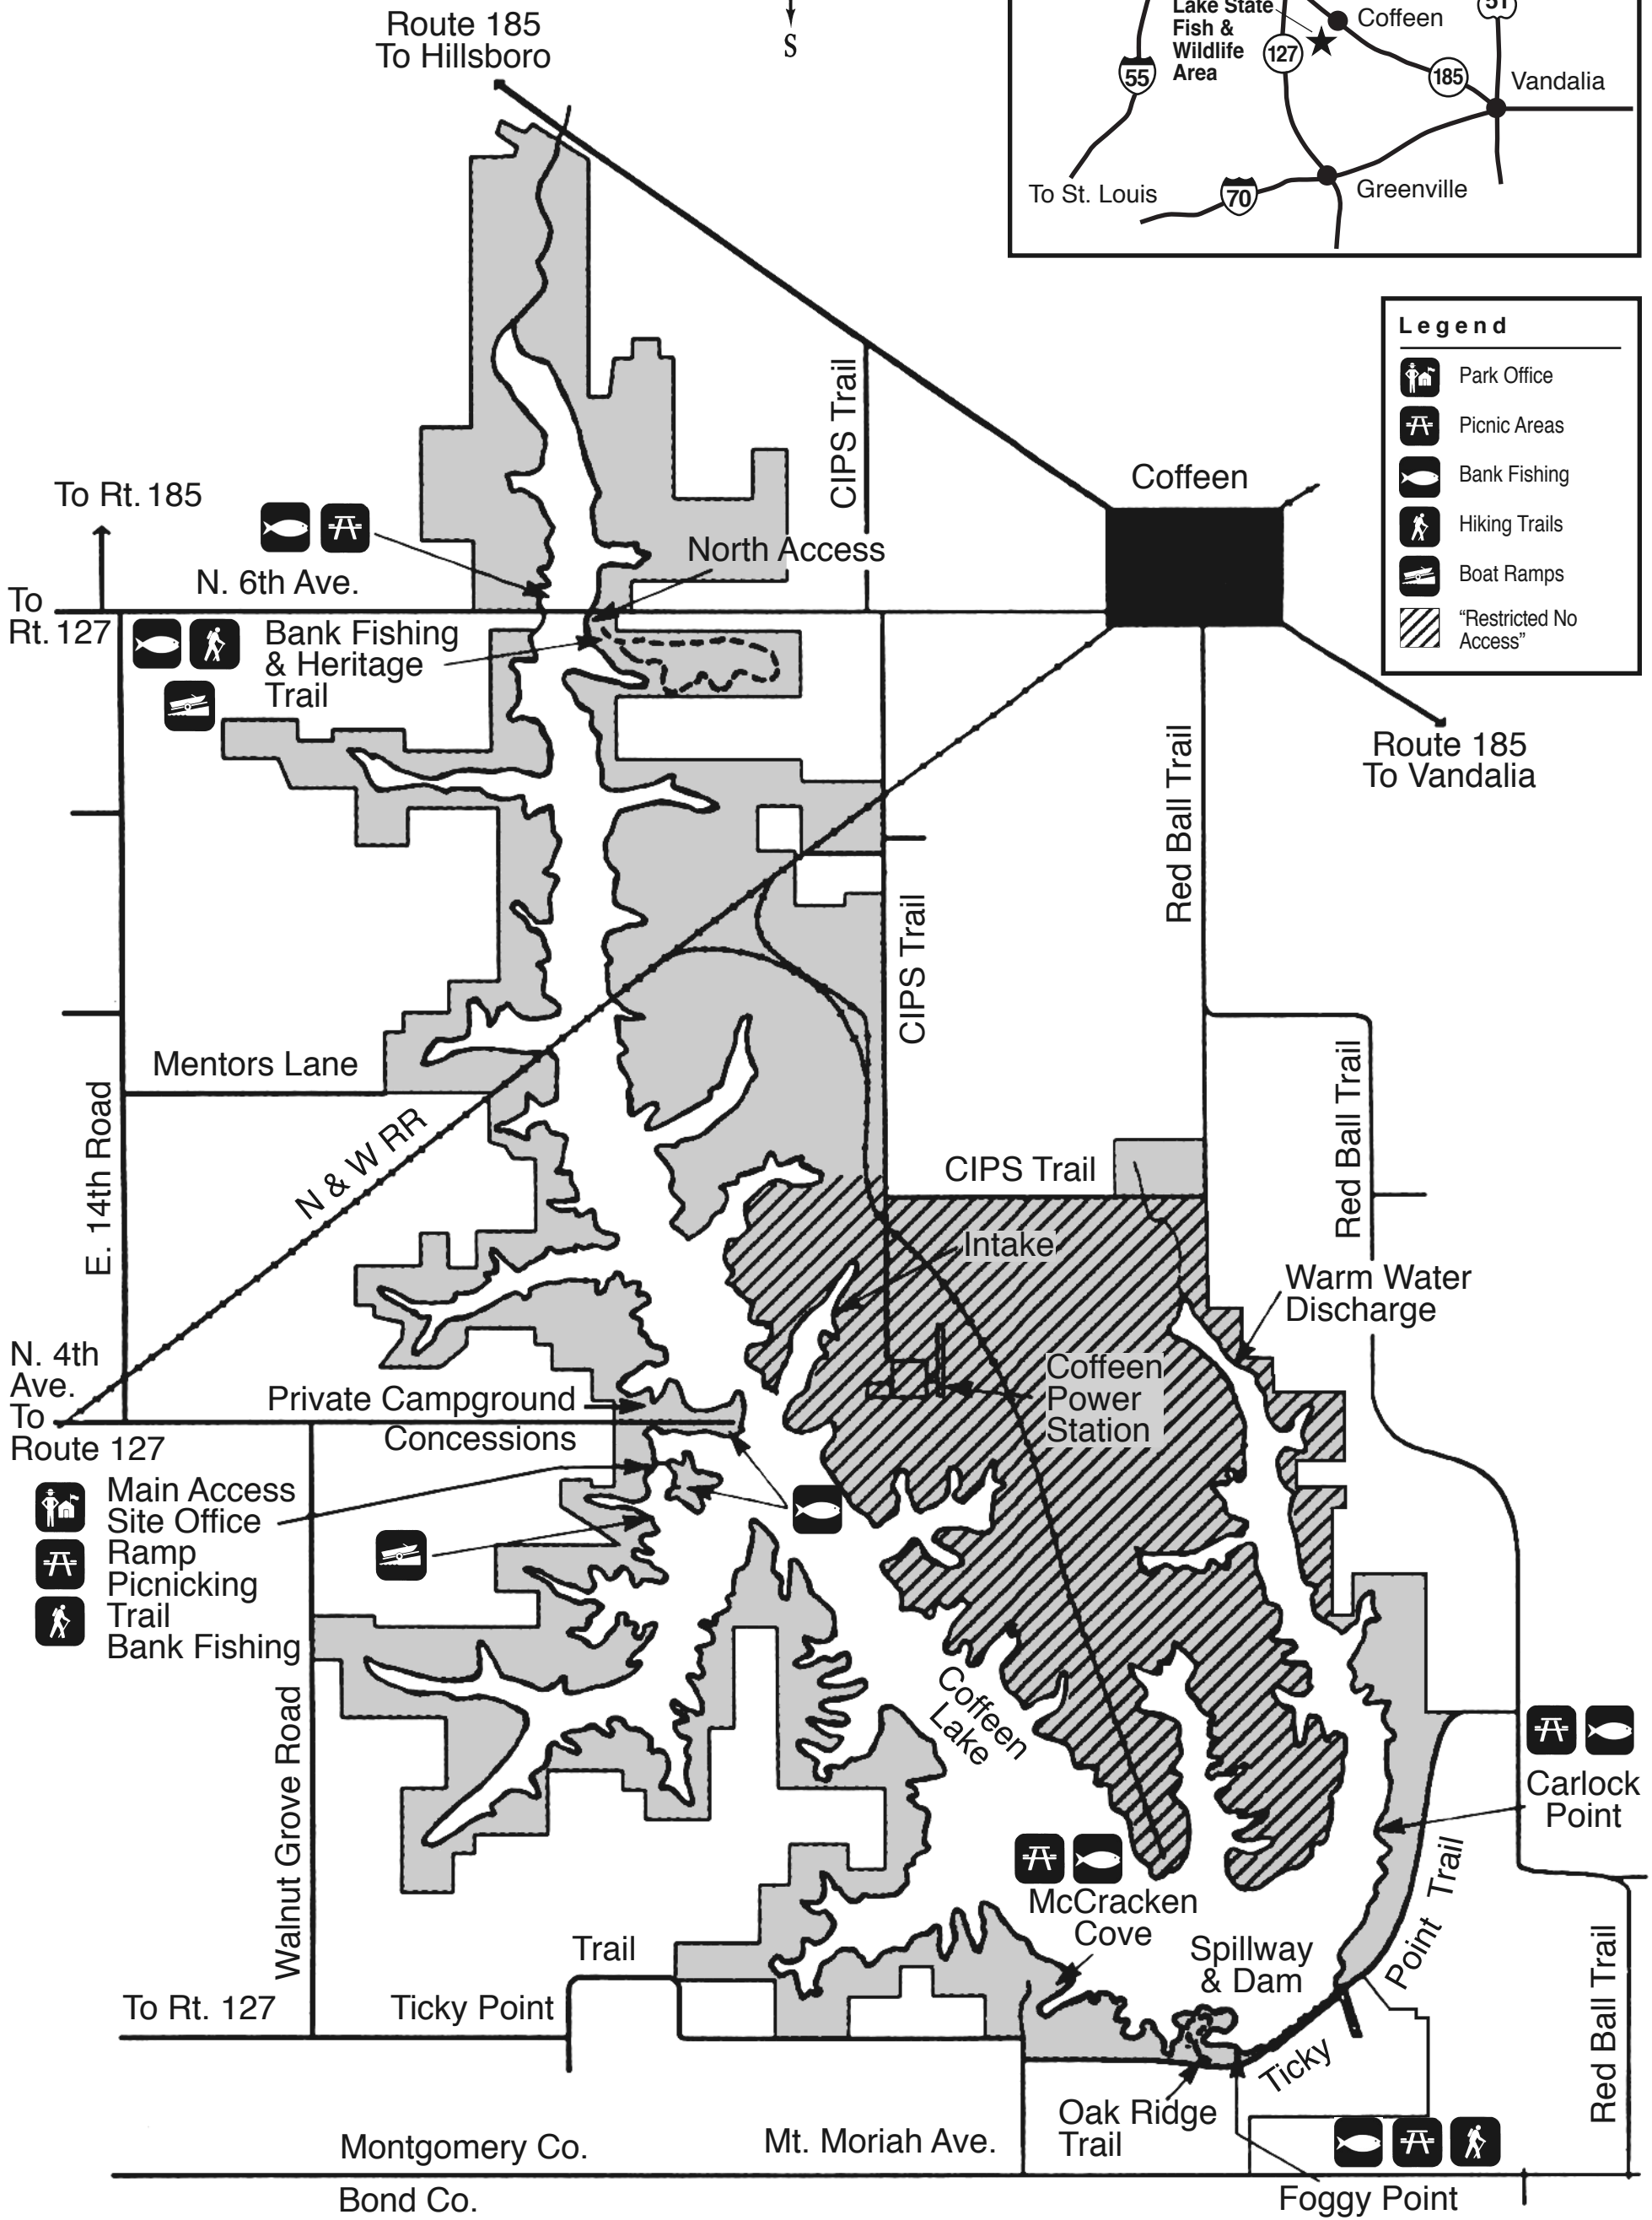 Route 185
To Hillsboro
S
Lake State
Fish &
Wildlife
Area
Coffeen
51
127
55
185
Vandalia
To St. Louis
70
Greenville
Legend
Park Office
Picnic Areas
Bank Fishing
Hiking Trails
Boat Ramps
“Restricted No
Access”
CIPS Trail
Coffeen
To Rt. 185
North Access
N. 6th Ave.
To
Rt. 127
Bank Fishing
& Heritage
Trail
Route 185
To Vandalia
Red Ball Trail
CIPS Trail
Mentors Lane
E. 14th Road
N & W RR
Red Ball Trail
CIPS Trail
Intake
Warm Water
Discharge
N. 4th
Ave.
To
Route 127
Private Campground
Concessions
Coffeen
Power
Station
Main Access
Site Office
Ramp
Picnicking
Trail
Bank Fishing
Walnut Grove Road
Coffeen
Lake
Carlock
Point
McCracken
Cove
Spillway
& Dam
Ticky
Point
Trail
Red Ball Trail
Trail
To Rt. 127
Ticky Point
Oak Ridge
Trail
Montgomery Co.
Mt. Moriah Ave.
Bond Co.
Foggy Point